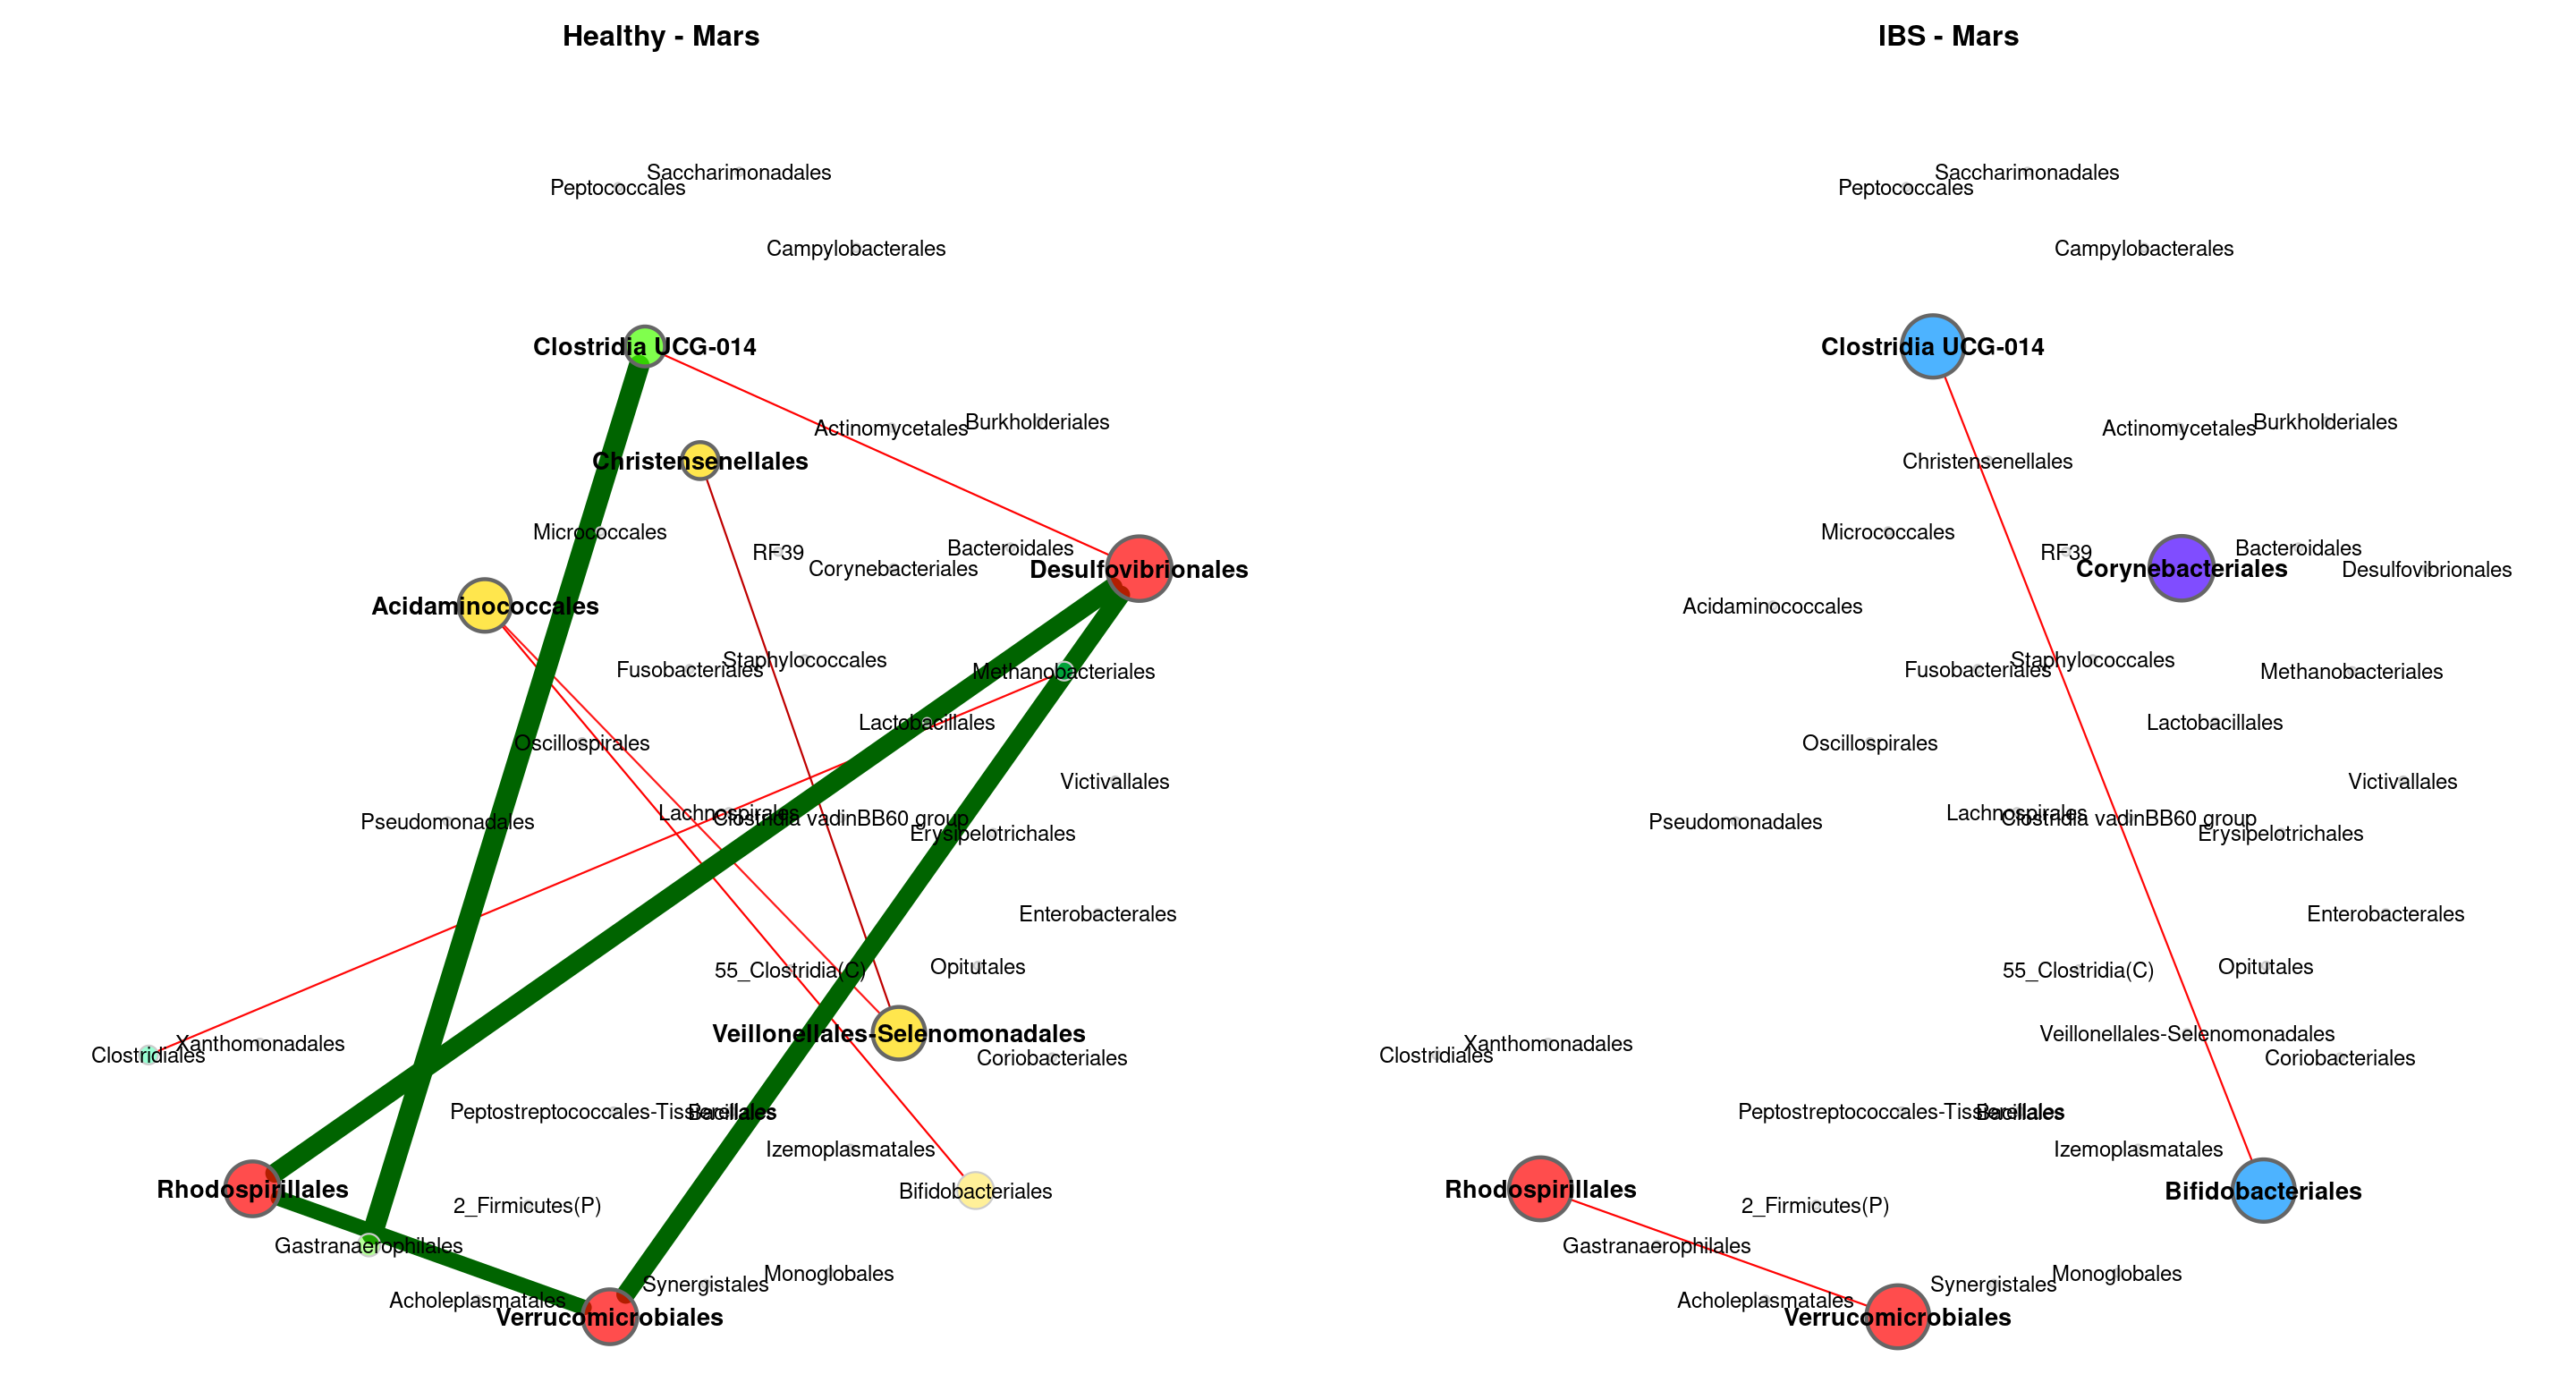 Healthy - Mars
Saccharimonadales
Peptococcales
Campylobacterales
Clostridia UCG-014
Burkholderiales
Actinomycetales
Christensenellales
Micrococcales
Bacteroidales
RF39
Corynebacteriales
Desulfovibrionales
Acidaminococcales
Staphylococcales
Fusobacteriales
Methanobacteriales
Lactobacillales
Oscillospirales
Victivallales
Lachnospirales
Clostridia vadinBB60 group
Pseudomonadales
Erysipelotrichales
Enterobacterales
Opitutales
55_Clostridia(C)
Veillonellales-Selenomonadales
Xanthomonadales
Clostridiales
Coriobacteriales
Peptostreptococcales-Tissierellales
Bacillales
Izemoplasmatales
Rhodospirillales
Bifidobacteriales
2_Firmicutes(P)
Gastranaerophilales
Monoglobales
Synergistales
Acholeplasmatales
Verrucomicrobiales
IBS - Mars
Saccharimonadales
Peptococcales
Campylobacterales
Clostridia UCG-014
Burkholderiales
Actinomycetales
Christensenellales
Micrococcales
Bacteroidales
RF39
Corynebacteriales
Desulfovibrionales
Acidaminococcales
Staphylococcales
Fusobacteriales
Methanobacteriales
Lactobacillales
Oscillospirales
Victivallales
Lachnospirales
Clostridia vadinBB60 group
Pseudomonadales
Erysipelotrichales
Enterobacterales
Opitutales
55_Clostridia(C)
Veillonellales-Selenomonadales
Xanthomonadales
Clostridiales
Coriobacteriales
Peptostreptococcales-Tissierellales
Bacillales
Izemoplasmatales
Rhodospirillales
Bifidobacteriales
2_Firmicutes(P)
Gastranaerophilales
Monoglobales
Synergistales
Acholeplasmatales
Verrucomicrobiales